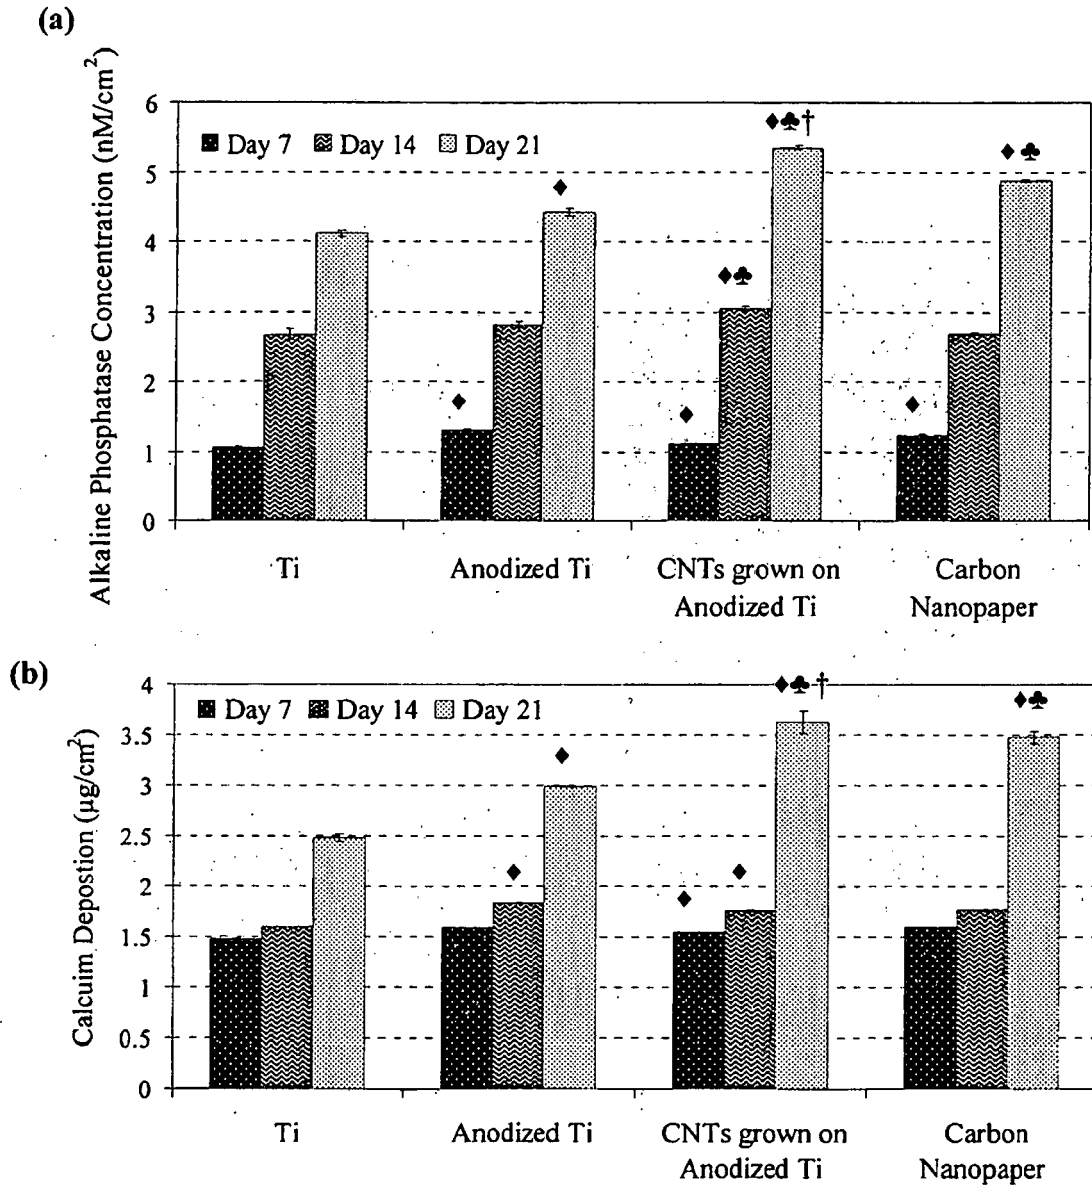 (a)
Alkaline Phosphatase Concentration (nM/cm²)
6
5
4
3
2
1
0
Day 7 Day 14 Day 21
♦
♦
♦
♦♣
♦♣†
♦
♦♣
Ti
Anodized Ti
CNTs grown on
Anodized Ti
Carbon
Nanopaper
(b)
Calcuim Depostion (µg/cm²)
4
3.5
3
2.5
2
1.5
1
0.5
0
Day 7 Day 14 Day 21
♦
♦
♦
♦
♦♣†
♦♣
Ti
Anodized Ti
CNTs grown on
Anodized Ti
Carbon
Nanopaper